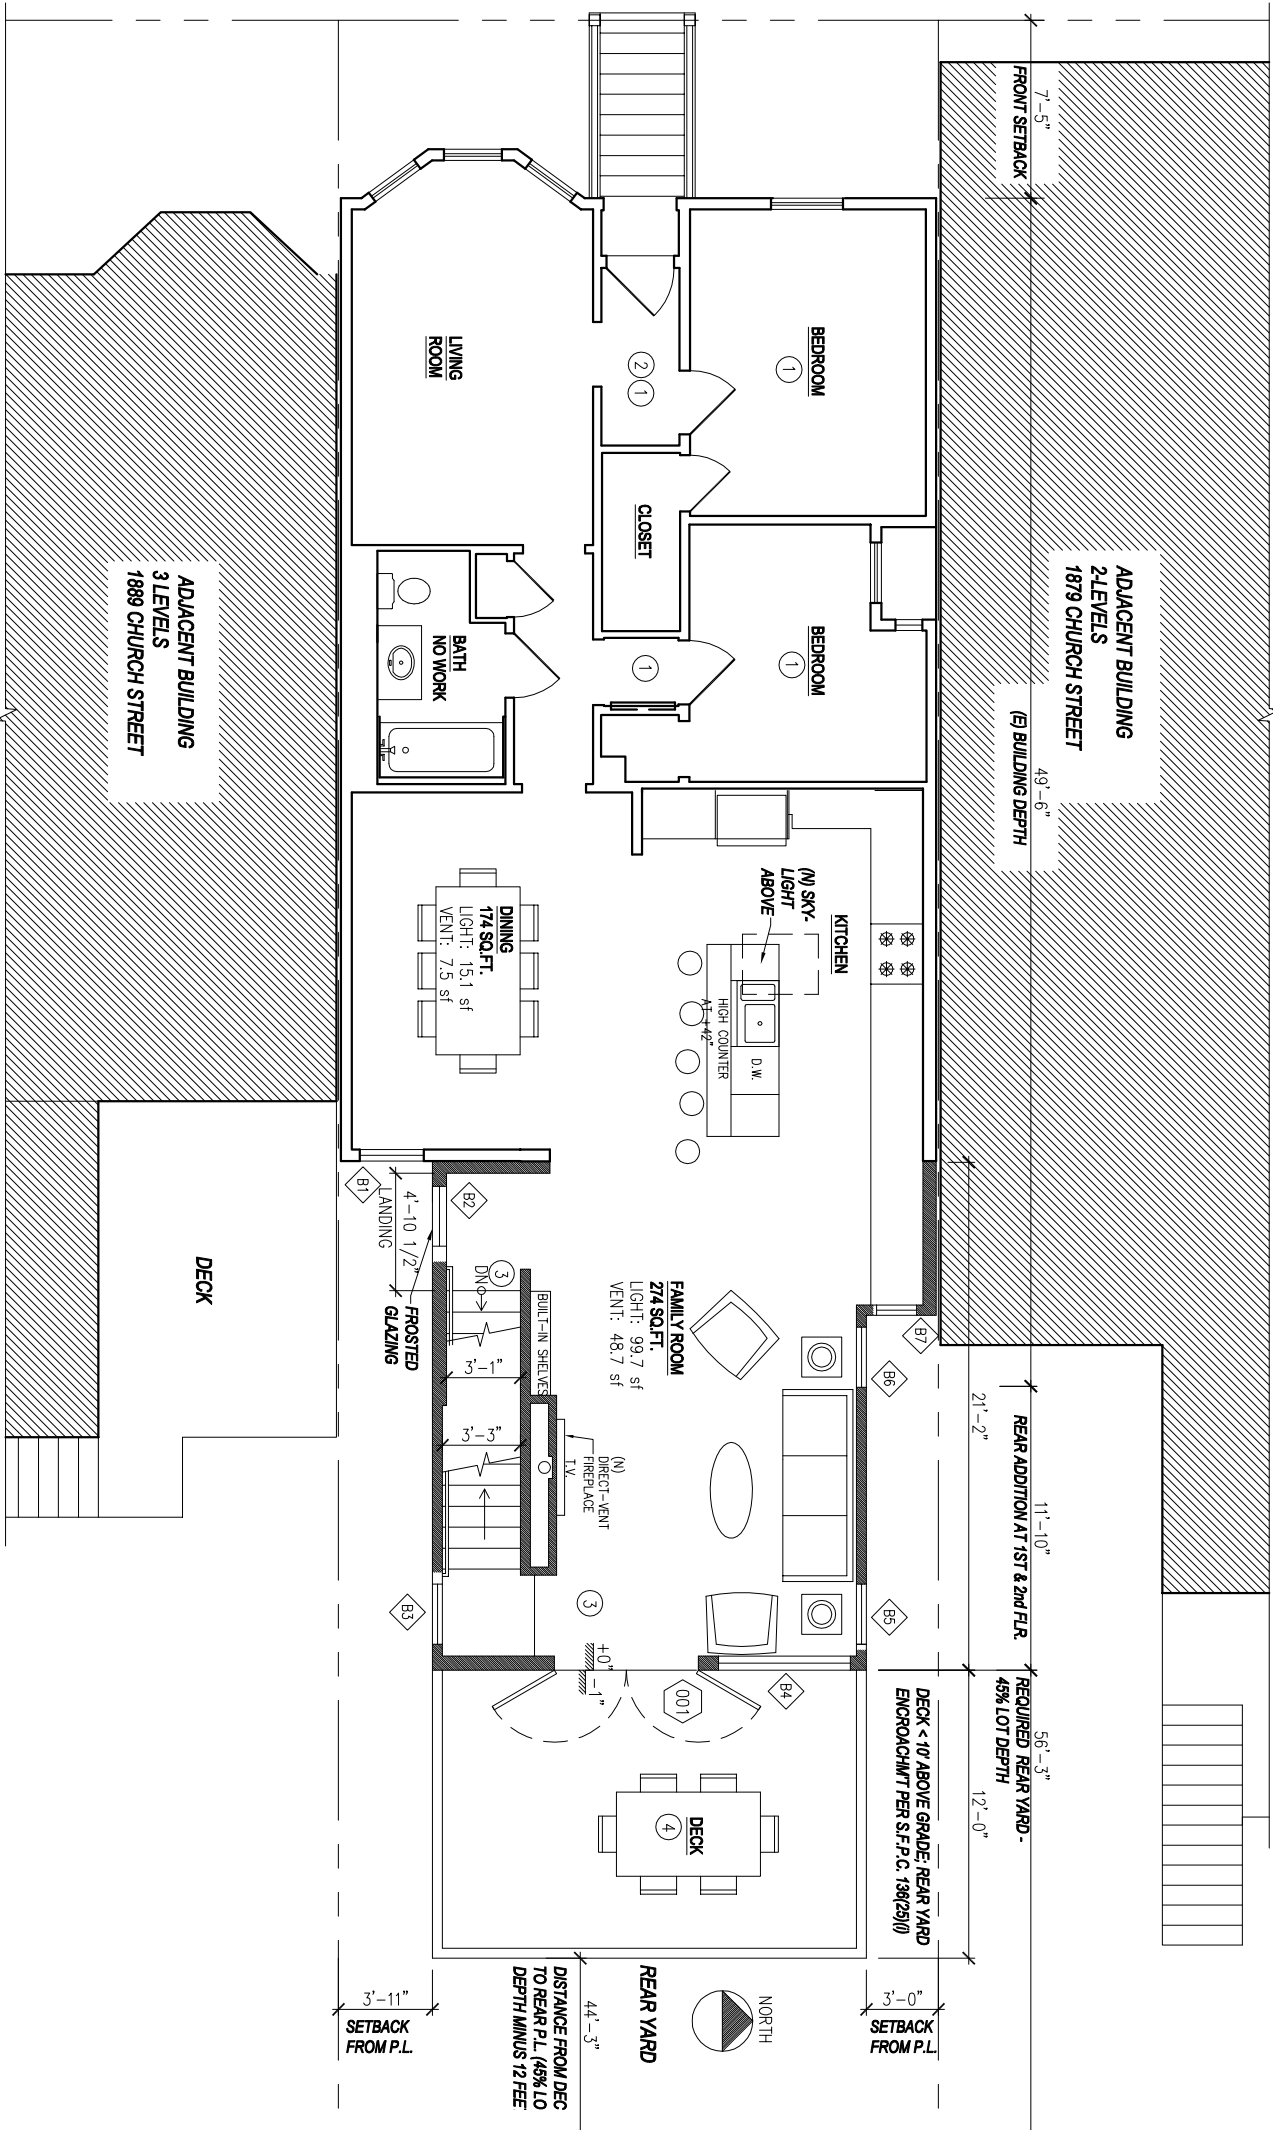 7'-5"
FRONT SETBACK
ADJACENT BUILDING
2-LEVELS
1879 CHURCH STREET
49'-6"
(E) BUILDING DEPTH
11'-10"
REAR ADDITION AT 1ST & 2nd FLR.
21'-2"
56'-3"
REQUIRED REAR YARD -
45% LOT DEPTH
12'-0"
DECK < 10' ABOVE GRADE; REAR YARD
ENCROACHM'T PER S.F.P.C. 136(25)(i)
BEDROOM
1
2
1
LIVING
ROOM
CLOSET
BEDROOM
1
1
BATH
NO WORK
KITCHEN
(N) SKY-
LIGHT
ABOVE
D.W.
HIGH COUNTER
AT +42"
DINING
174 SQ.FT.
LIGHT: 15.1 sf
VENT: 7.5 sf
B7
B6
B5
B4
FAMILY ROOM
274 SQ.FT.
LIGHT: 99.7 sf
VENT: 48.7 sf
(N)
DIRECT-VENT
FIREPLACE
T.V.
BUILT-IN SHELVES
3
DN
3'-1"
3'-3"
3
+0"
-1"
001
B1
B2
B3
4'-10 1/2"
LANDING
FROSTED
GLAZING
DECK
4
ADJACENT BUILDING
3 LEVELS
1889 CHURCH STREET
DECK
NORTH
REAR YARD
44'-3"
DISTANCE FROM DEC
TO REAR P.L. (45% LO
DEPTH MINUS 12 FEE
3'-0"
SETBACK
FROM P.L.
3'-11"
SETBACK
FROM P.L.